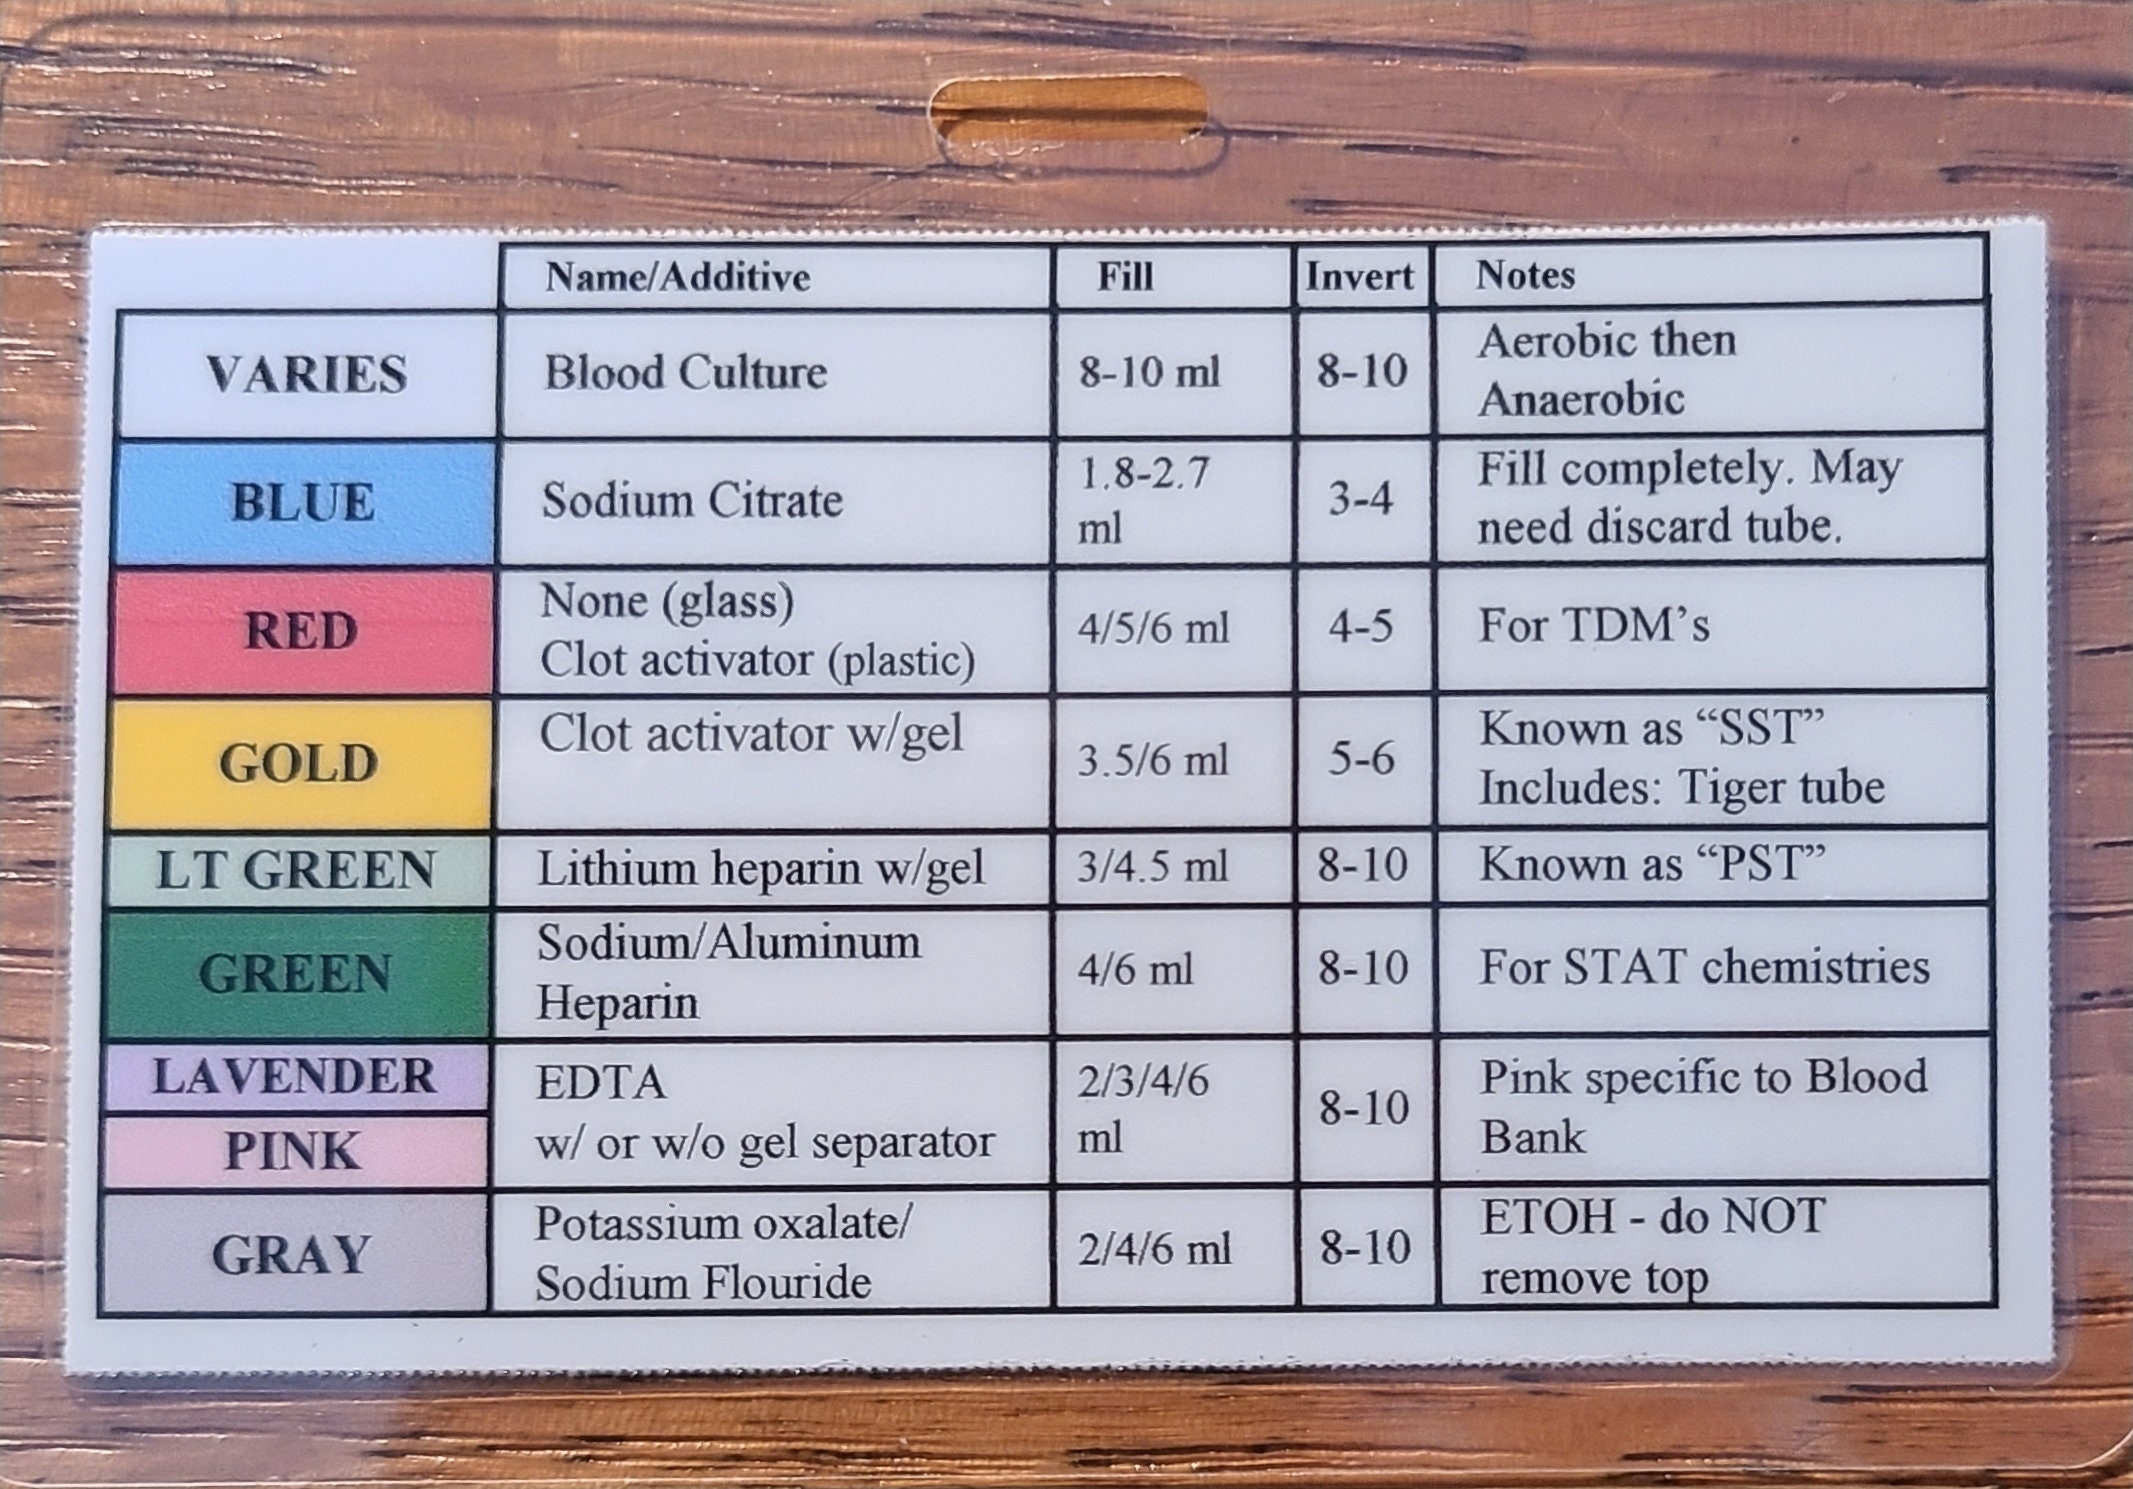 Name/Additive Fill Invert Notes
VARIES Blood Culture 8-10 ml 8-10 Aerobic then
Anaerobic
BLUE Sodium Citrate 1.8-2.7
ml 3-4 Fill completely. May
need discard tube.
RED None (glass)
Clot activator (plastic) 4/5/6 ml 4-5 For TDM's
GOLD Clot activator w/gel 3.5/6 ml 5-6 Known as “SST”
Includes: Tiger tube
LT GREEN Lithium heparin w/gel 3/4.5 ml 8-10 Known as “PST”
GREEN Sodium/Aluminum
Heparin 4/6 ml 8-10 For STAT chemistries
LAVENDER
PINK EDTA
w/ or w/o gel separator 2/3/4/6
ml 8-10 Pink specific to Blood
Bank
GRAY Potassium oxalate/
Sodium Flouride 2/4/6 ml 8-10 ETOH - do NOT
remove top